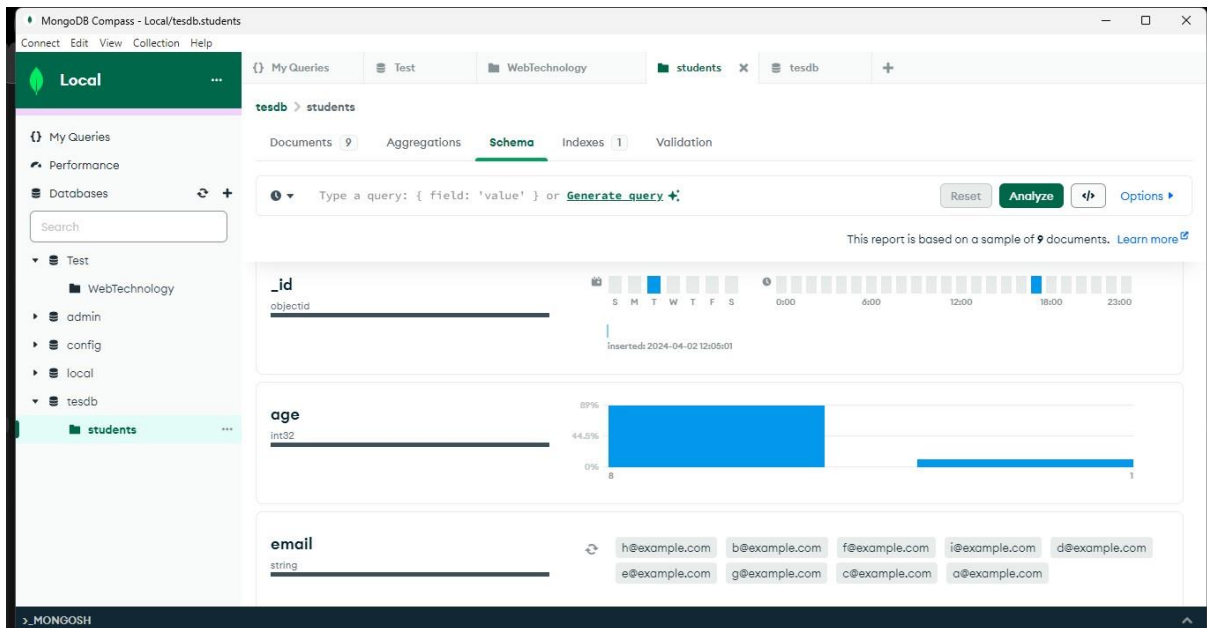 MongoDB Compass - Local/tesdb.students
Connect Edit View Collection Help
Local
{} My Queries
Performance
Databases
Search
Test
WebTechnology
admin
config
local
tesdb
students
{} My Queries
Test
WebTechnology
students
tesdb
tesdb > students
Documents 9
Aggregations
Schema
Indexes 1
Validation
Type a query: { field: 'value' } or Generate query
Reset
Analyze
</>
Options
This report is based on a sample of 9 documents. Learn more
_id
objectid
S M T W T F S
0:00 6:00 12:00 18:00 23:00
inserted: 2024-04-02 12:05:01
age
int32
89%
44.5%
0%
8 1
email
string
h@example.com b@example.com f@example.com i@example.com d@example.com
e@example.com g@example.com c@example.com a@example.com
>_MONGOSH